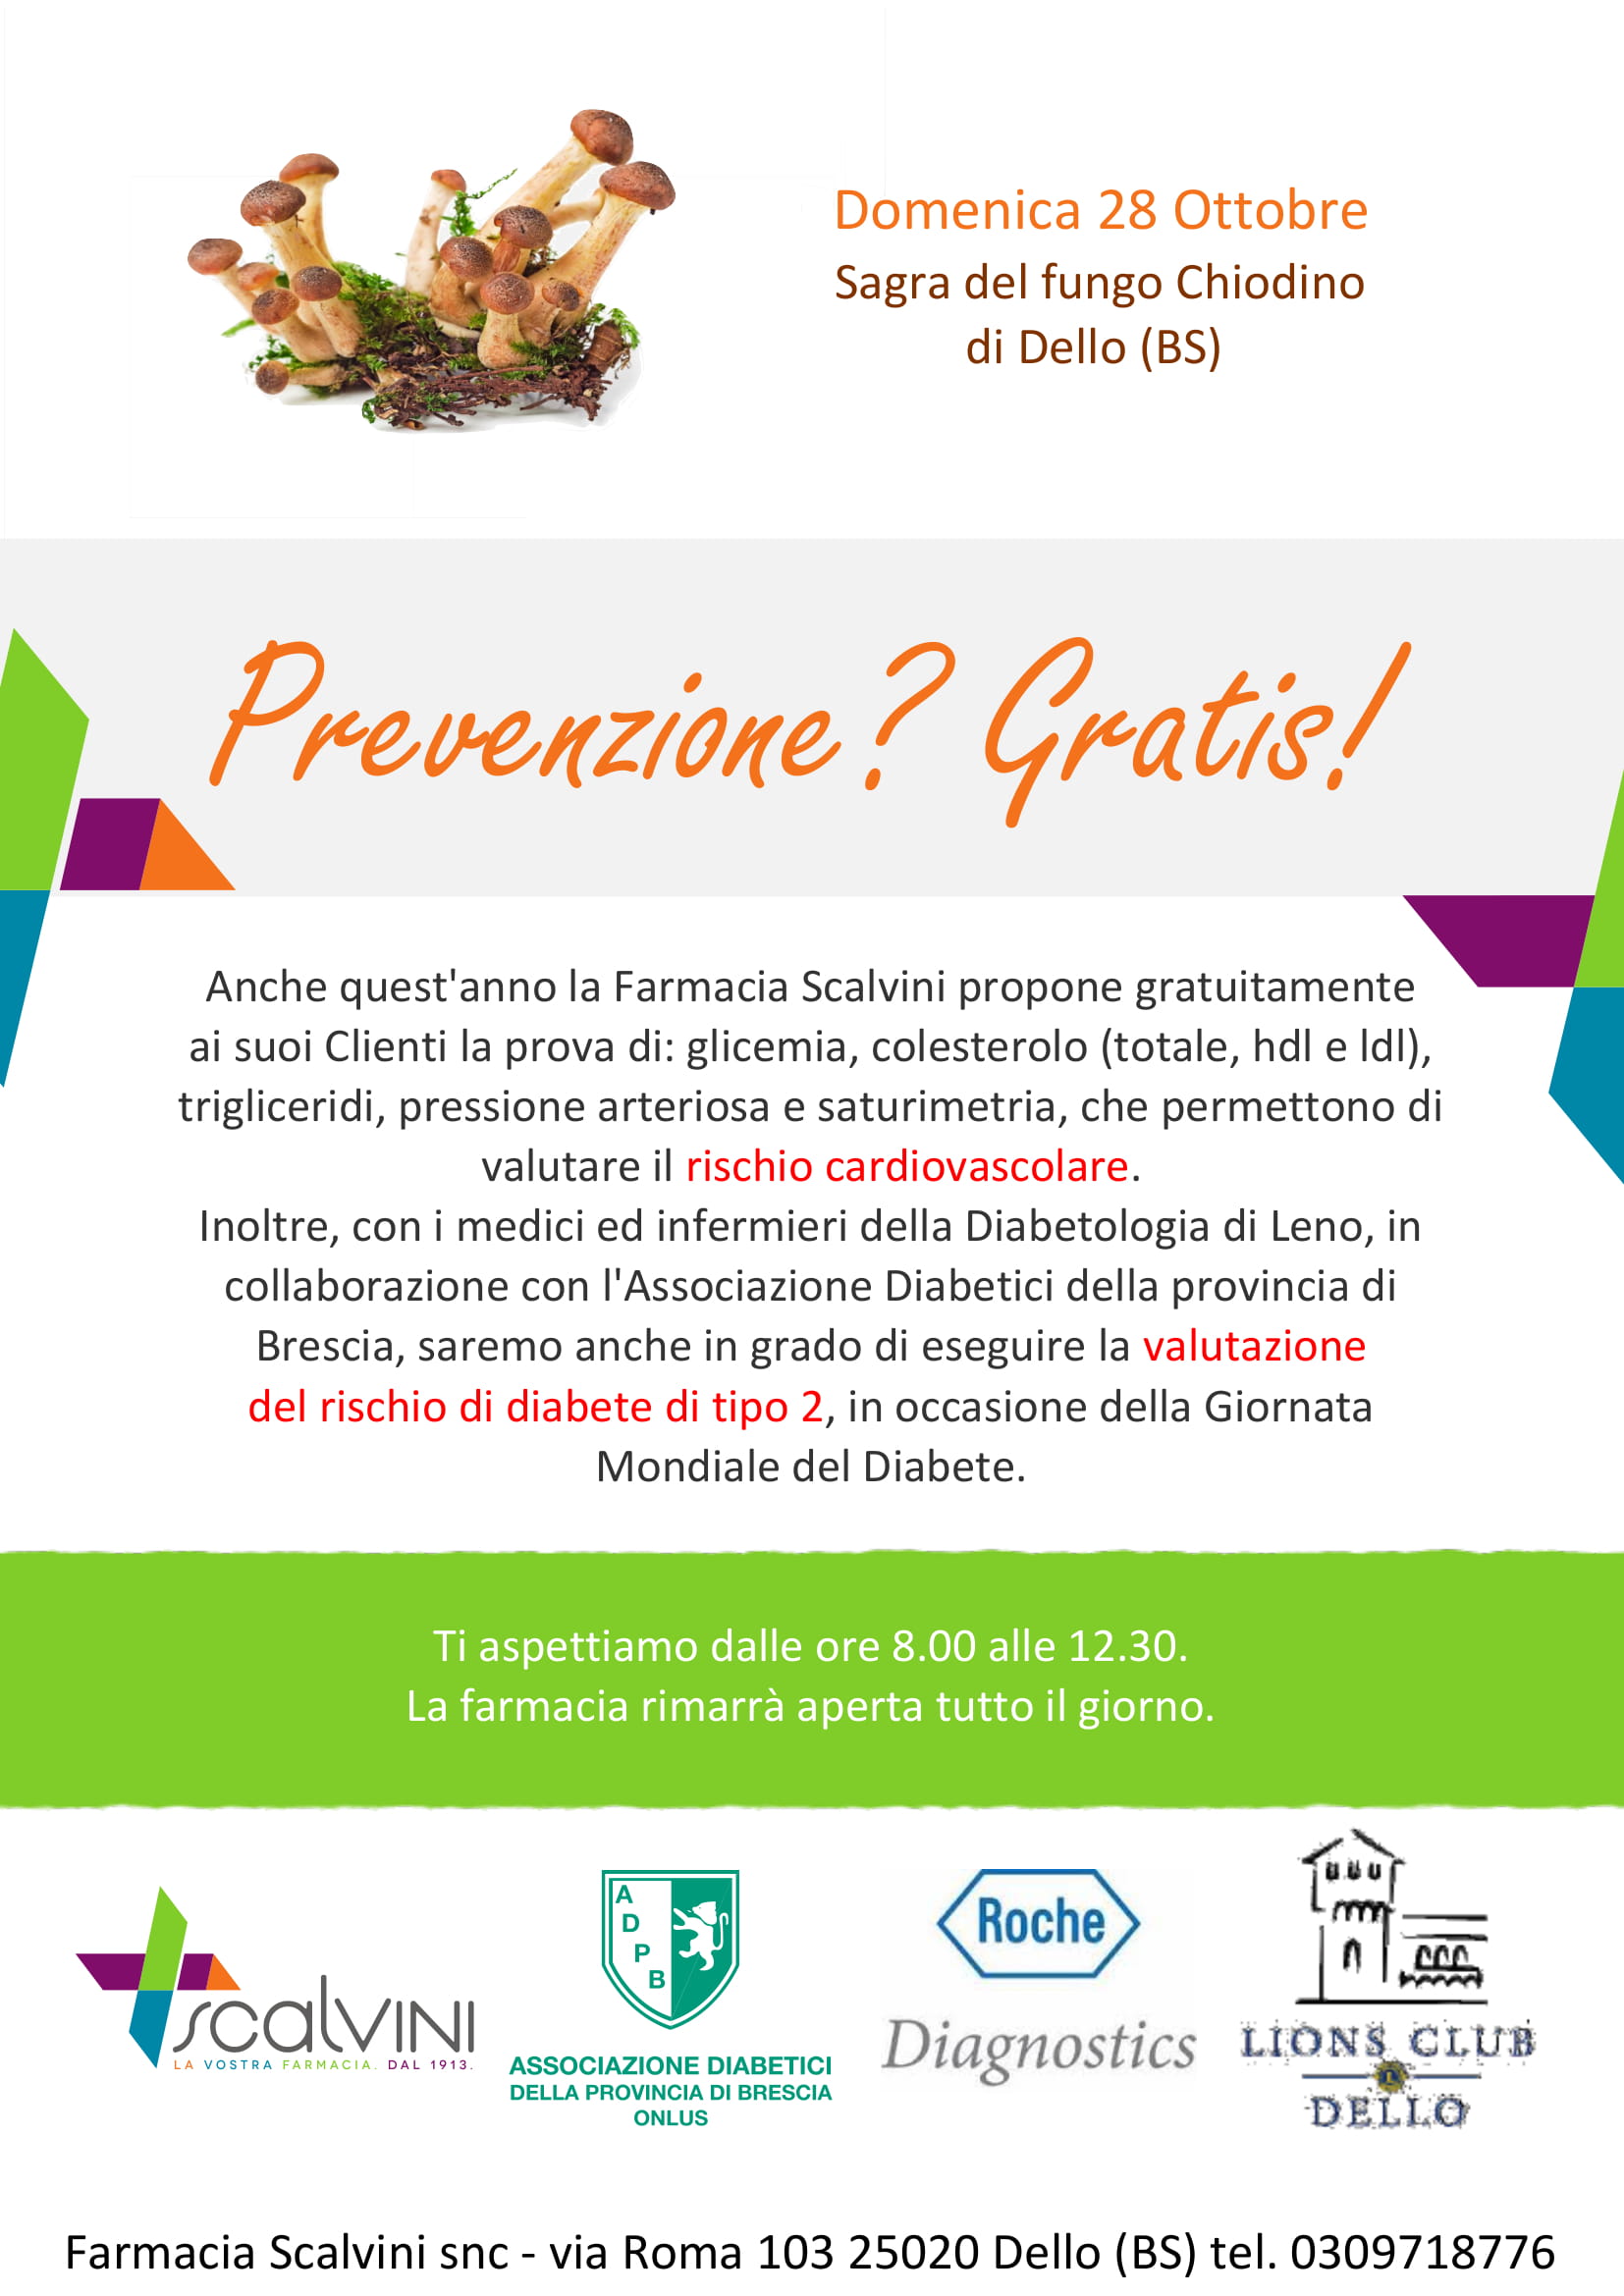 Domenica 28 Ottobre
Sagra del fungo Chiodino
di Dello (BS)
Prevenzione? Gratis!
Anche quest'anno la Farmacia Scalvini propone gratuitamente
ai suoi Clienti la prova di: glicemia, colesterolo (totale, hdl e ldl),
trigliceridi, pressione arteriosa e saturimetria, che permettono di
valutare il rischio cardiovascolare.
Inoltre, con i medici ed infermieri della Diabetologia di Leno, in
collaborazione con l'Associazione Diabetici della provincia di
Brescia, saremo anche in grado di eseguire la valutazione
del rischio di diabete di tipo 2, in occasione della Giornata
Mondiale del Diabete.
Ti aspettiamo dalle ore 8.00 alle 12.30.
La farmacia rimarrà aperta tutto il giorno.
scalVINI
LA VOSTRA FARMACIA. DAL 1913.
A
D
P
B
ASSOCIAZIONE DIABETICI
DELLA PROVINCIA DI BRESCIA
ONLUS
Roche
Diagnostics
LIONS CLUB
L
DELLO
Farmacia Scalvini snc - via Roma 103 25020 Dello (BS) tel. 0309718776